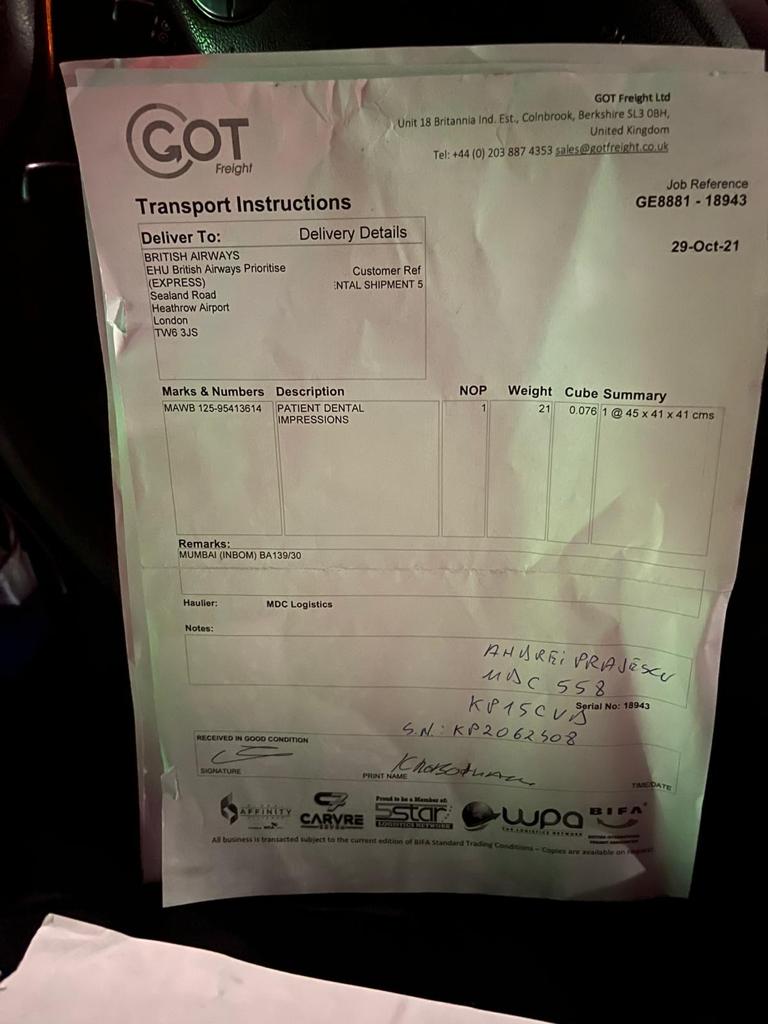 GOT
Freight
GOT Freight Ltd
Unit 18 Britannia Ind. Est., Colnbrook, Berkshire SL3 0BH,
United Kingdom
Tel: +44 (0) 203 887 4353 sales@gotfreight.co.uk
Job Reference
GE8881 - 18943
Transport Instructions
29-Oct-21
Deliver To: Delivery Details
BRITISH AIRWAYS
EHU British Airways Prioritise
(EXPRESS)
Sealand Road
Heathrow Airport
London
TW6 3JS
Customer Ref
NTAL SHIPMENT 5
Marks & Numbers Description NOP Weight Cube Summary
MAWB 125-95413614 PATIENT DENTAL 1 21 0.076 1 @ 45 x 41 x 41 cms
IMPRESSIONS
Remarks:
MUMBAI (INBOM) BA139/30
Haulier: MDC Logistics
Notes:
ANDREI PRAJESCU
MDC 558
Serial No: 18943
KP15CVA
S.N.: KP2062508
RECEIVED IN GOOD CONDITION
SIGNATURE
PRINT NAME
TIME/DATE
AFFINITY
CARVRE
Proud to be a Member of:
5star
LOGISTICS NETWORK
wpa
BIFA
All business is transacted subject to the current edition of BIFA Standard Trading Conditions – Copies are available on request